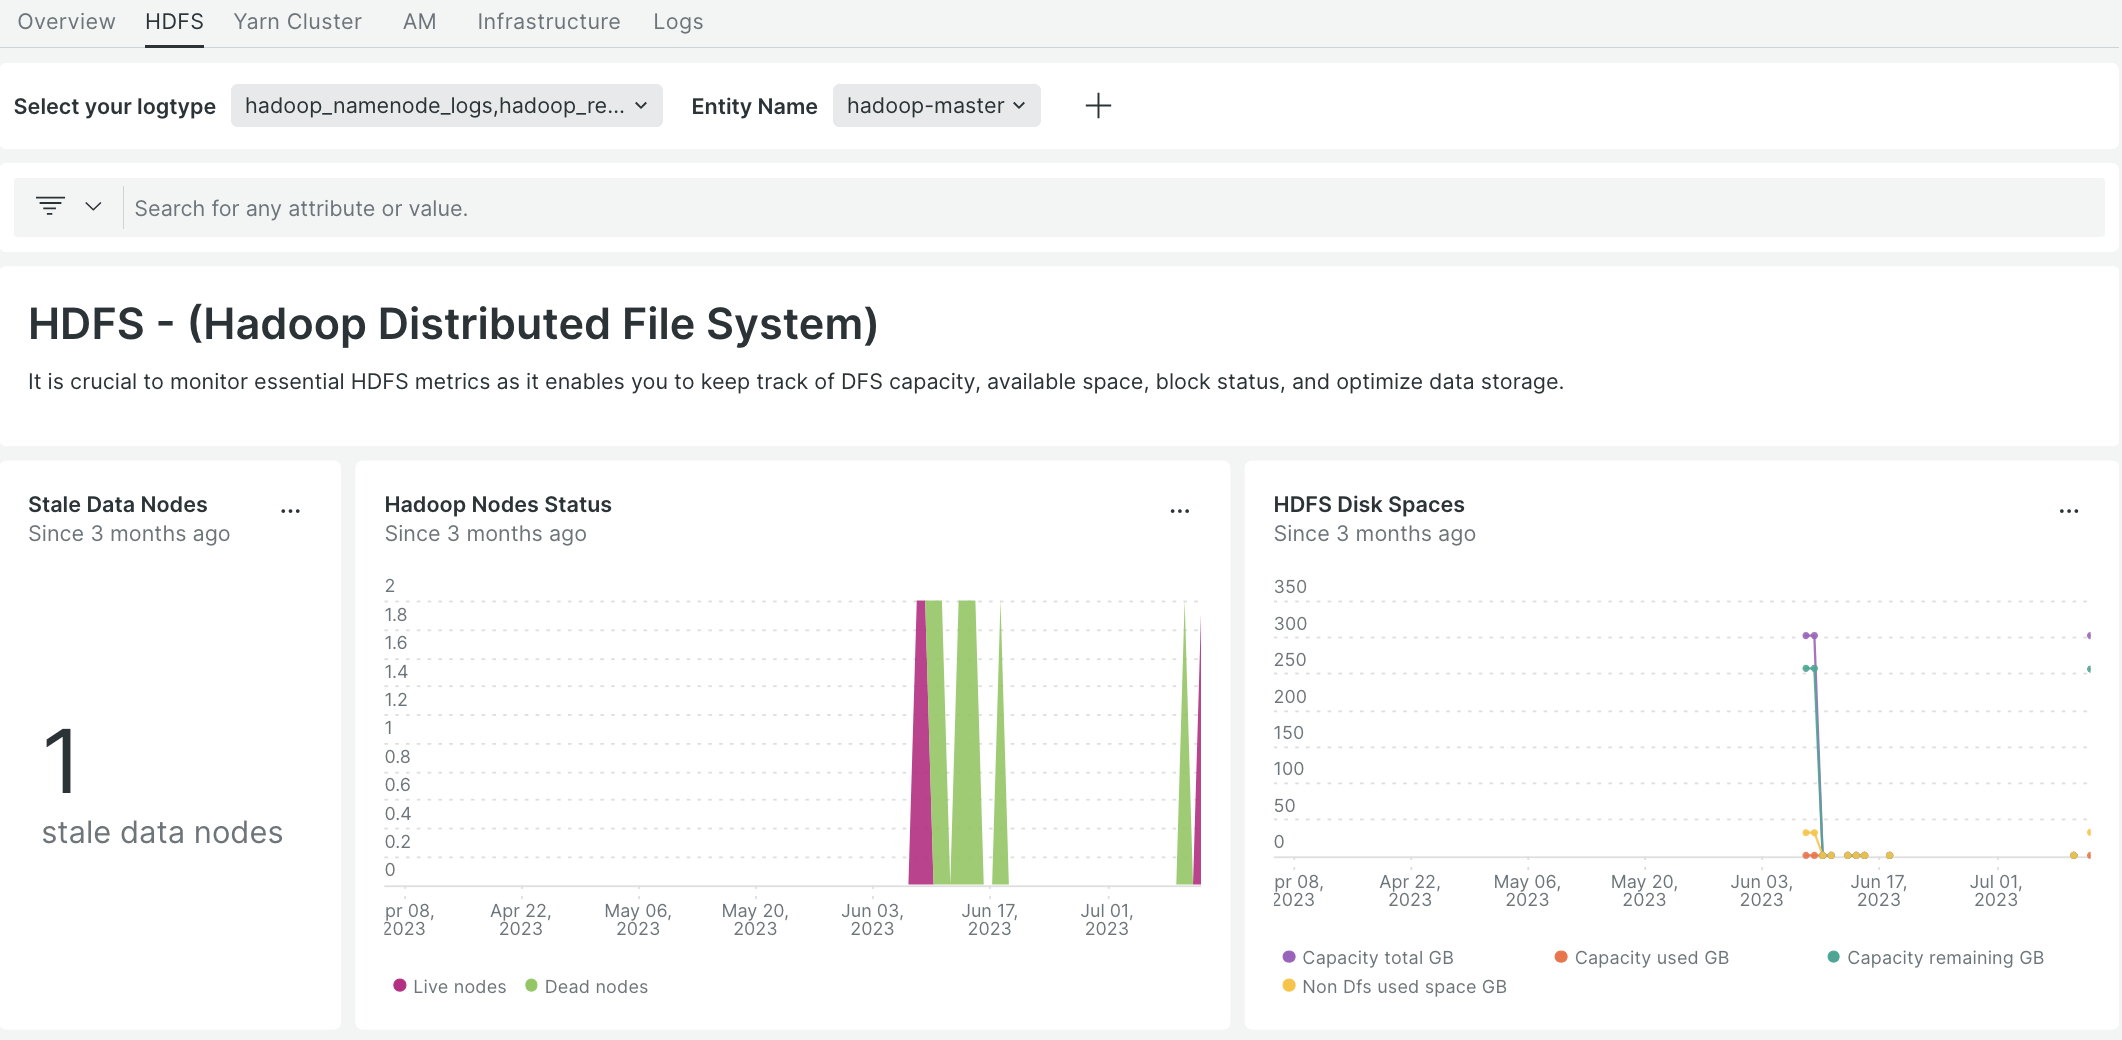 Overview HDFS Yarn Cluster AM Infrastructure Logs
Select your logtype hadoop_namenode_logs,hadoop_re... Entity Name hadoop-master
Search for any attribute or value.
HDFS - (Hadoop Distributed File System)
It is crucial to monitor essential HDFS metrics as it enables you to keep track of DFS capacity, available space, block status, and optimize data storage.
Stale Data Nodes ...
Since 3 months ago
1
stale data nodes
Hadoop Nodes Status ...
Since 3 months ago
2
1.8
1.6
1.4
1.2
1
0.8
0.6
0.4
0.2
0
pr 08, Apr 22, May 06, May 20, Jun 03, Jun 17, Jul 01,
2023 2023 2023 2023 2023 2023 2023
Live nodes Dead nodes
HDFS Disk Spaces ...
Since 3 months ago
350
300
250
200
150
100
50
0
pr 08, Apr 22, May 06, May 20, Jun 03, Jun 17, Jul 01,
2023 2023 2023 2023 2023 2023 2023
Capacity total GB Capacity used GB Capacity remaining GB
Non Dfs used space GB